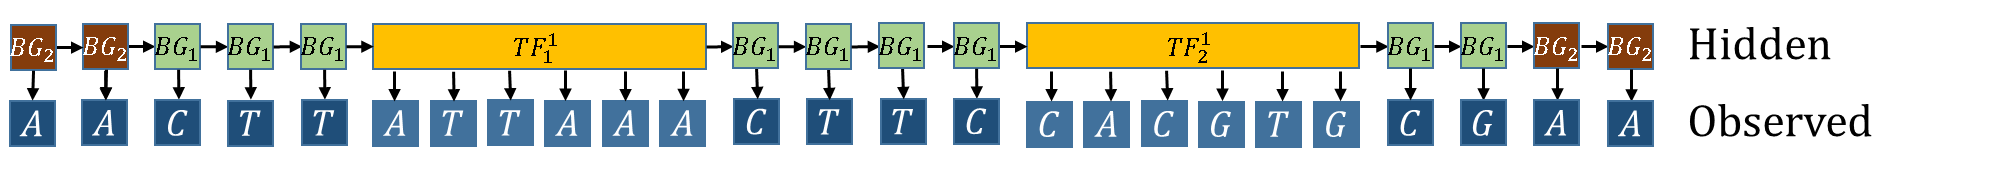 BG₂ BG₂ BG₁ BG₁ BG₁ TF₁¹ BG₁ BG₁ BG₁ BG₁ TF₂¹ BG₁ BG₁ BG₂ BG₂ Hidden
A A C T T A T T A A A C T T C C A C G T G C G A A Observed